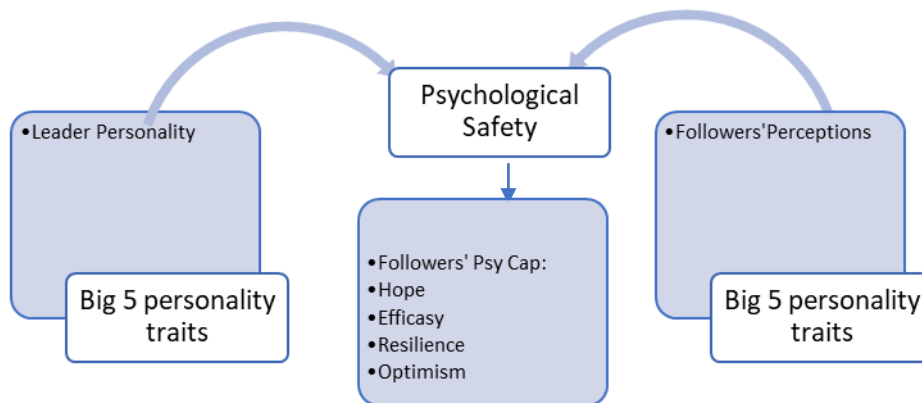 Psychological
Safety
•Leader Personality
Big 5 personality
traits
•Followers' Psy Cap:
•Hope
•Efficasy
•Resilience
•Optimism
•Followers'Perceptions
Big 5 personality
traits